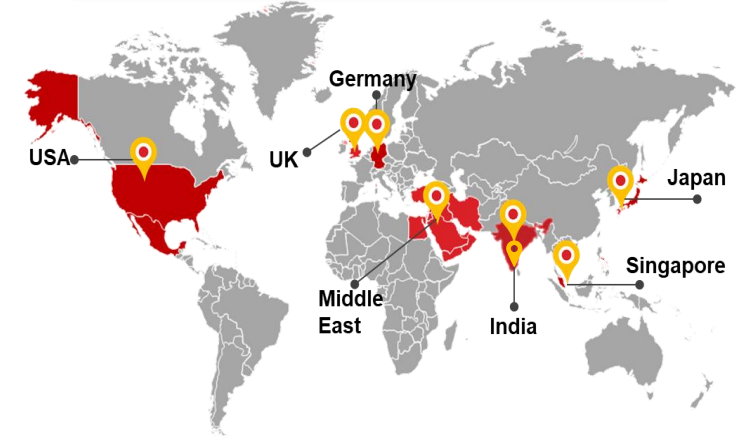 Germany
USA
UK
Japan
Singapore
Middle
East
India